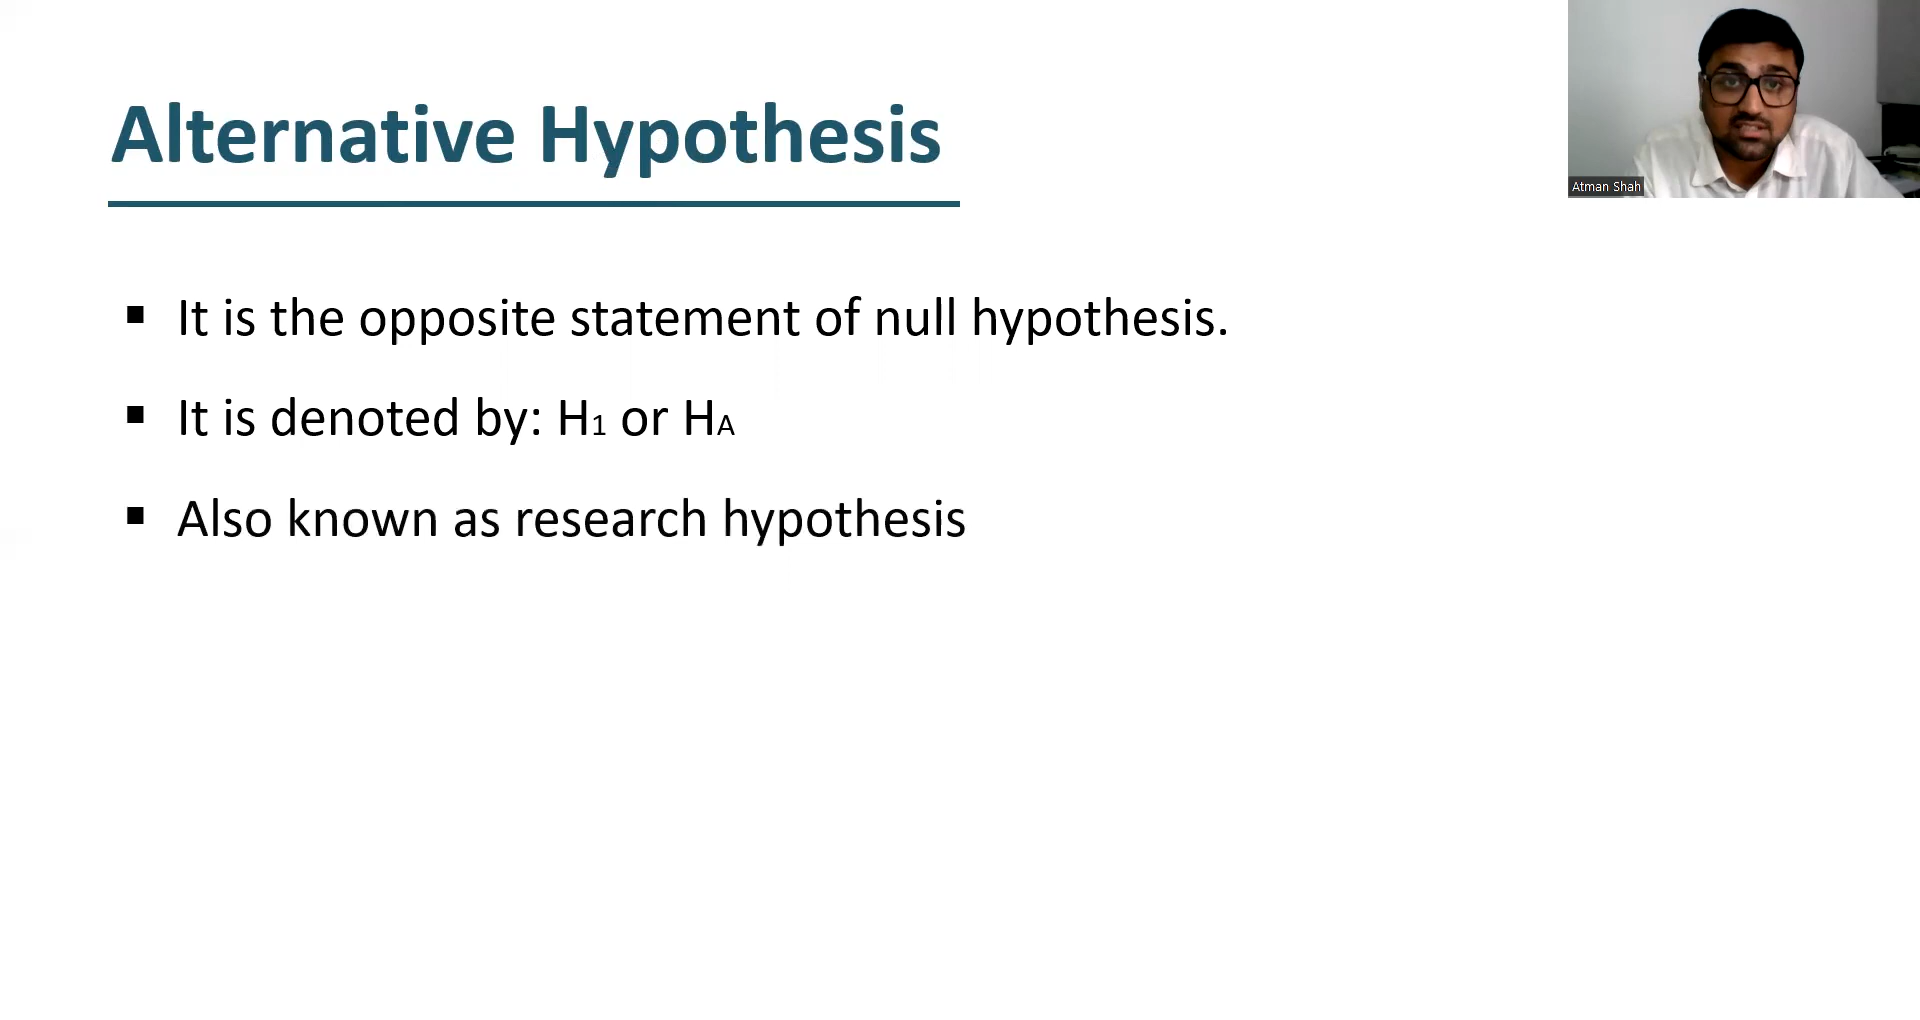 Alternative Hypothesis
Atman Shah
▪ It is the opposite statement of null hypothesis.
▪ It is denoted by: H₁ or Hᴀ
▪ Also known as research hypothesis